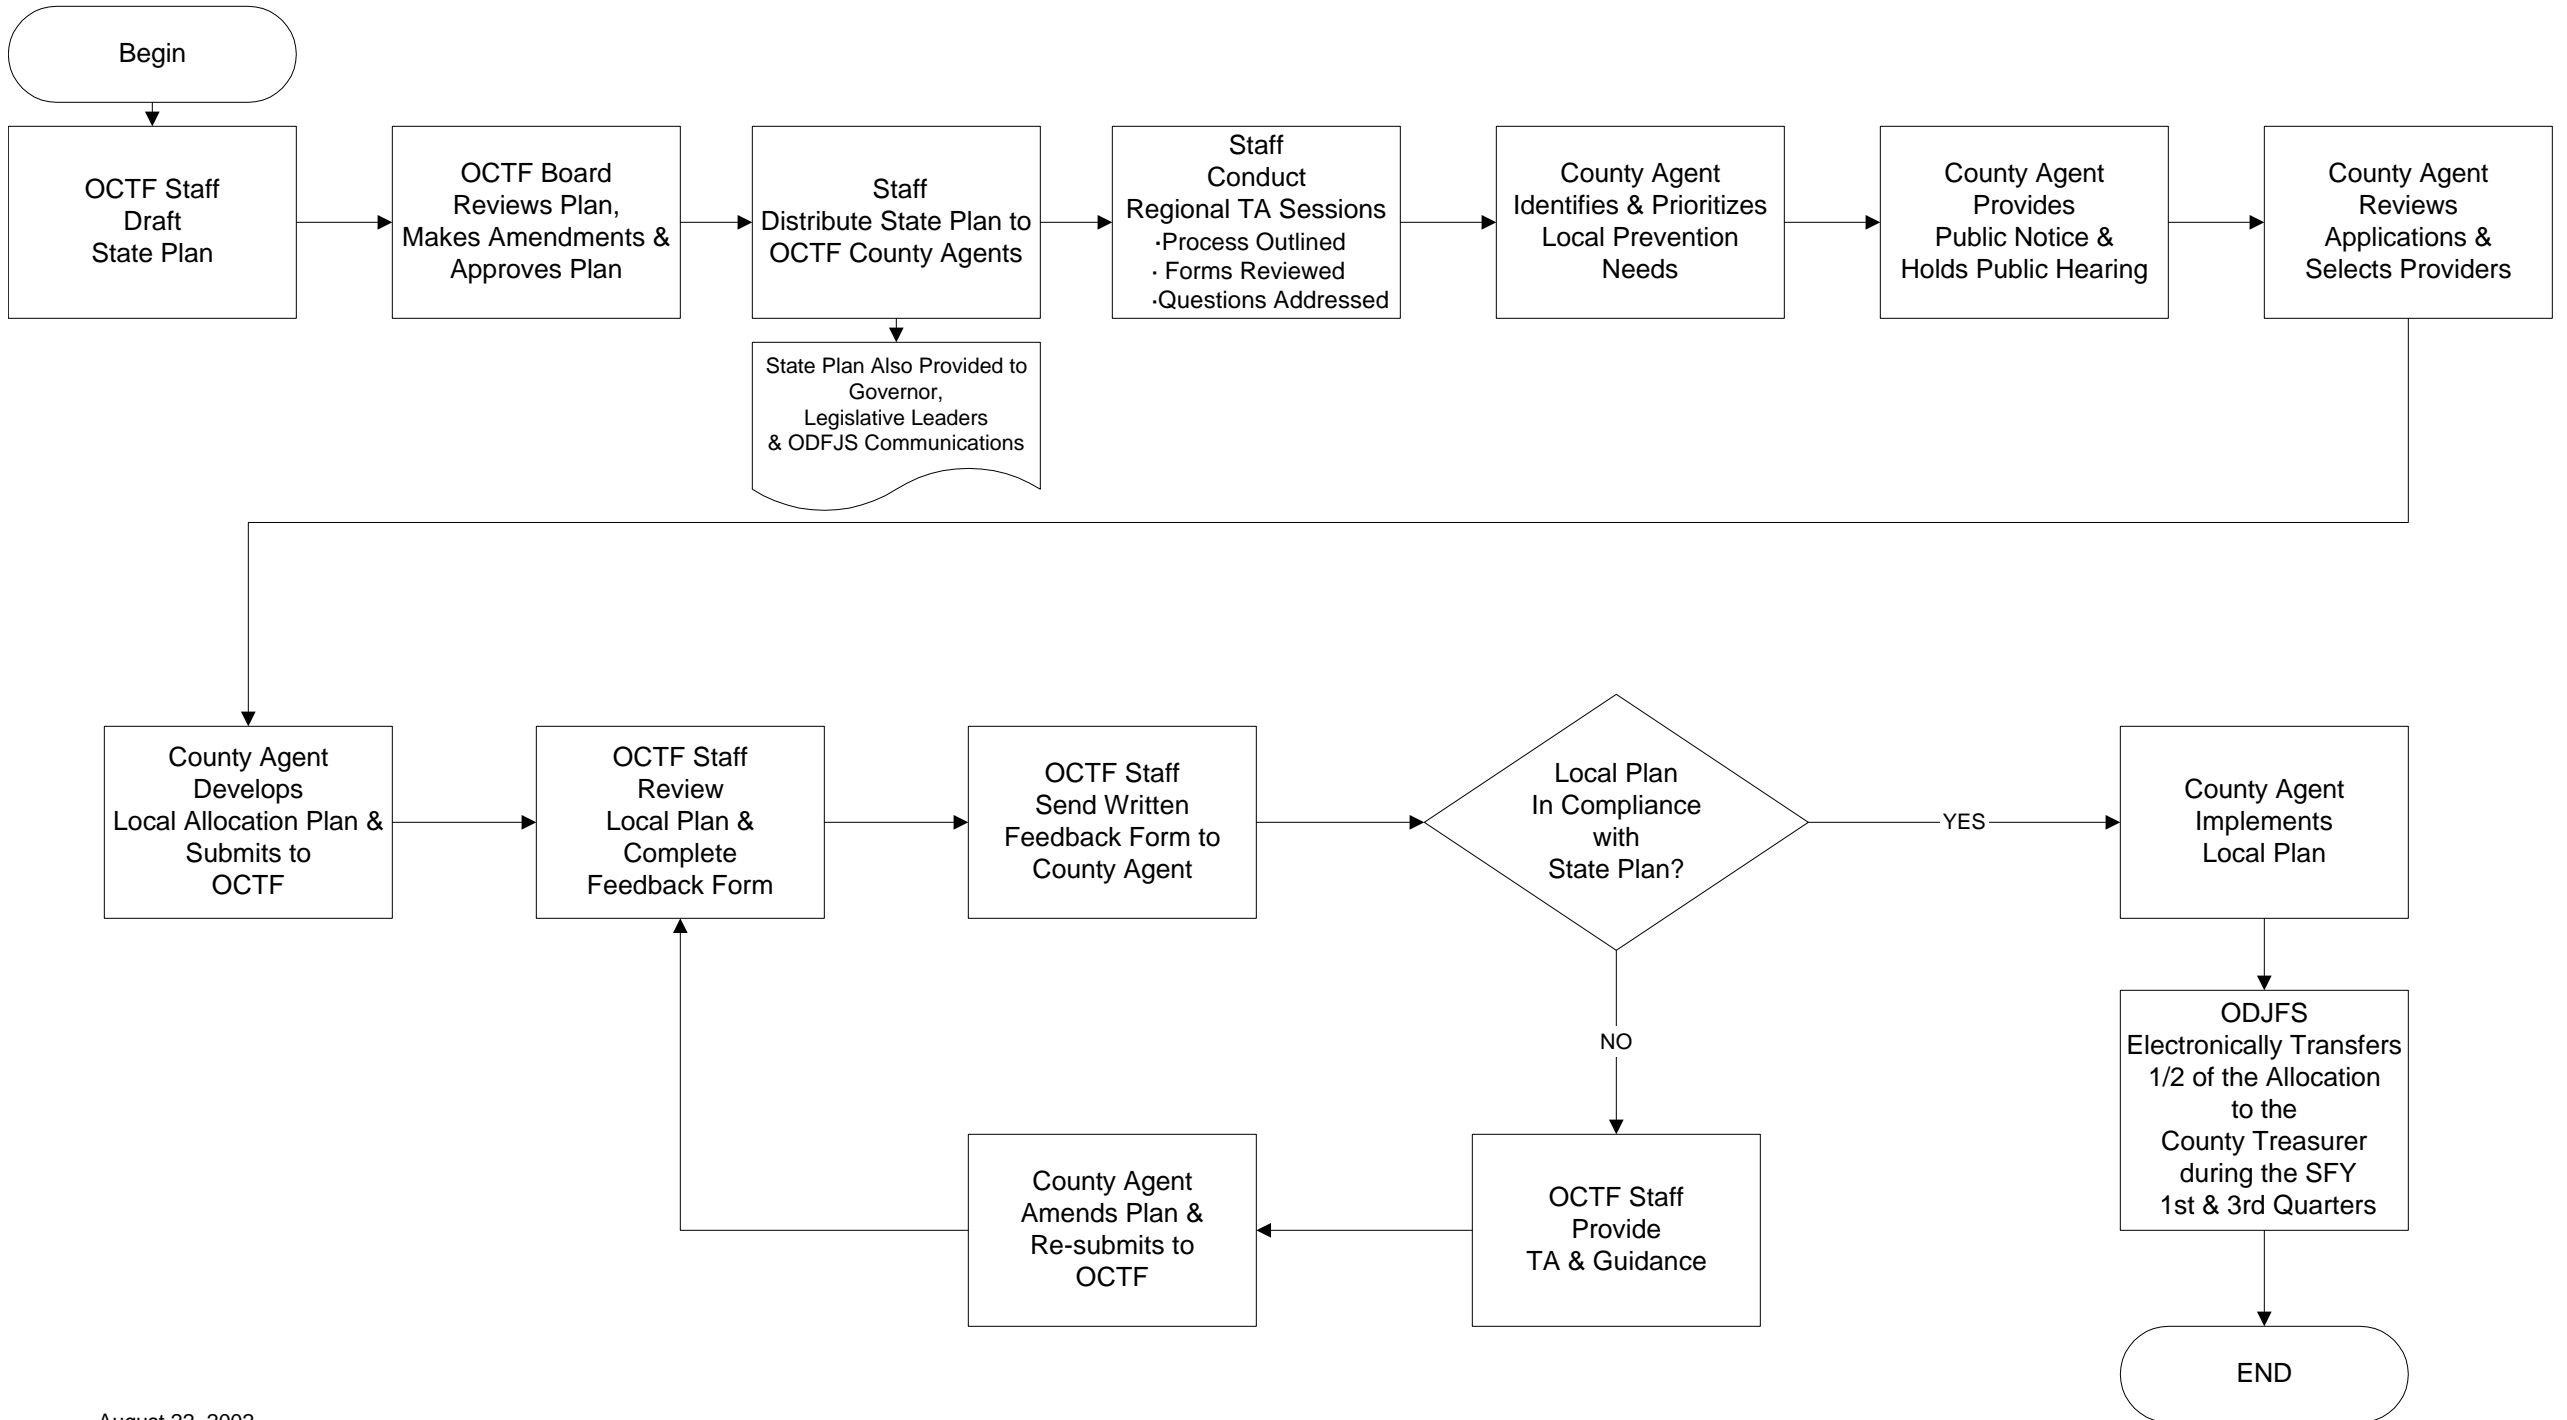 Begin
OCTF Staff
Draft
State Plan
OCTF Board
Reviews Plan,
Makes Amendments &
Approves Plan
Staff
Distribute State Plan to
OCTF County Agents
Staff
Conduct
Regional TA Sessions
·Process Outlined
· Forms Reviewed
·Questions Addressed
County Agent
Identifies & Prioritizes
Local Prevention
Needs
County Agent
Provides
Public Notice &
Holds Public Hearing
County Agent
Reviews
Applications &
Selects Providers
State Plan Also Provided to
Governor,
Legislative Leaders
& ODFJS Communications
County Agent
Develops
Local Allocation Plan &
Submits to
OCTF
OCTF Staff
Review
Local Plan &
Complete
Feedback Form
OCTF Staff
Send Written
Feedback Form to
County Agent
Local Plan
In Compliance
with
State Plan?
YES
County Agent
Implements
Local Plan
NO
ODJFS
Electronically Transfers
1/2 of the Allocation
to the
County Treasurer
during the SFY
1st & 3rd Quarters
County Agent
Amends Plan &
Re-submits to
OCTF
OCTF Staff
Provide
TA & Guidance
END
August